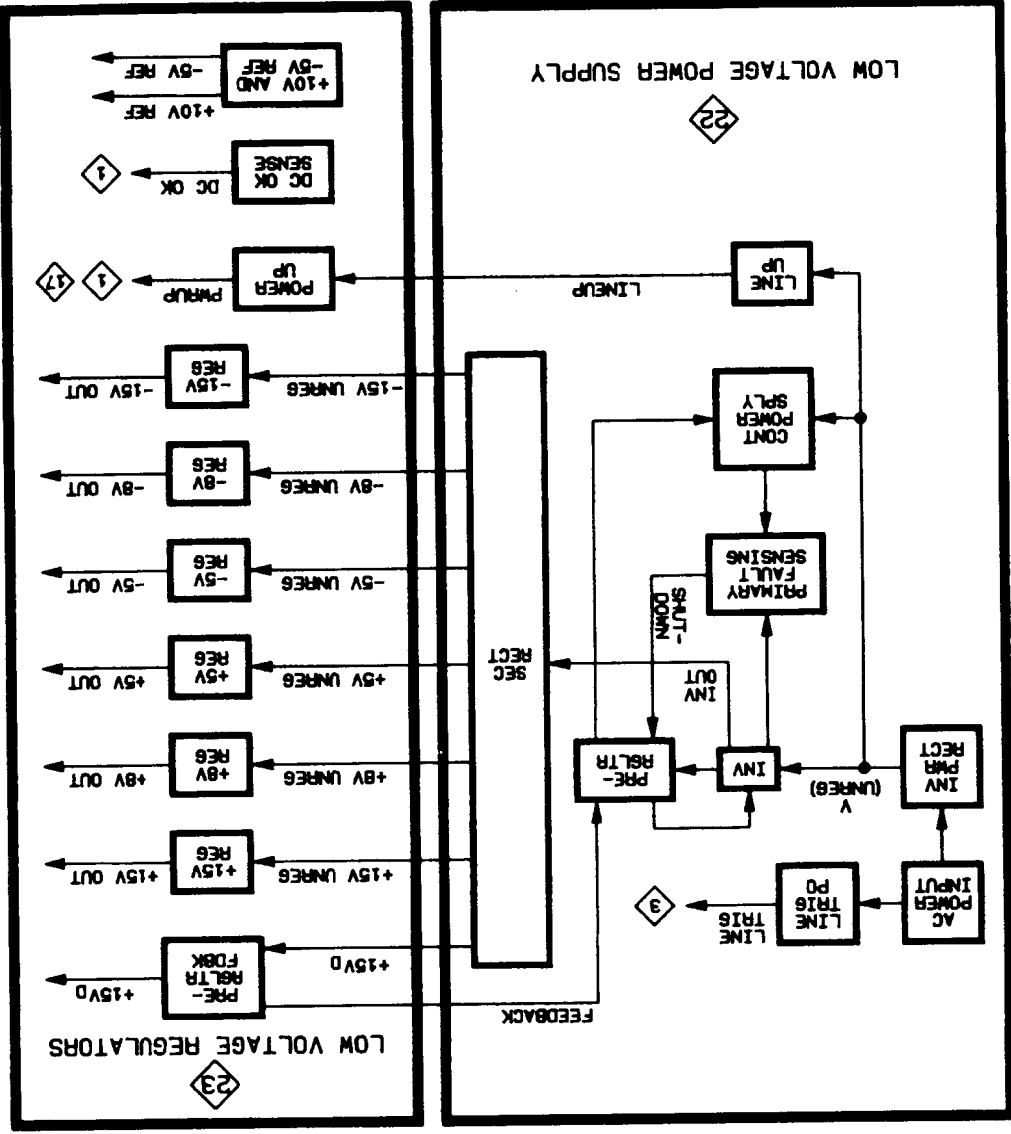 AC
POWER
INPUT
LINE
TRIG
PO
LINE
TRIG
3
INV
PWR
RECT
V
(UNREG)
INV
PRE-
RGLTR
INV
OUT
SHUT-
DOWN
PRIMARY
FAULT
SENSING
CONT
POWER
SPLY
LINE
UP
LINEUP
22
LOW VOLTAGE POWER SUPPLY
FEEDBACK
SEC
RECT
23
LOW VOLTAGE REGULATORS
+15VD
PRE-
RGLTR
FDBK
+15VD
+15V UNREG
+15V
REG
+15V OUT
+8V UNREG
+8V
REG
+8V OUT
+5V UNREG
+5V
REG
+5V OUT
-5V UNREG
-5V
REG
-5V OUT
-8V UNREG
-8V
REG
-8V OUT
-15V UNREG
-15V
REG
-15V OUT
POWER
UP
PWRUP
1
17
DC OK
SENSE
DC OK
1
+10V AND
-5V REF
+10V REF
-5V REF